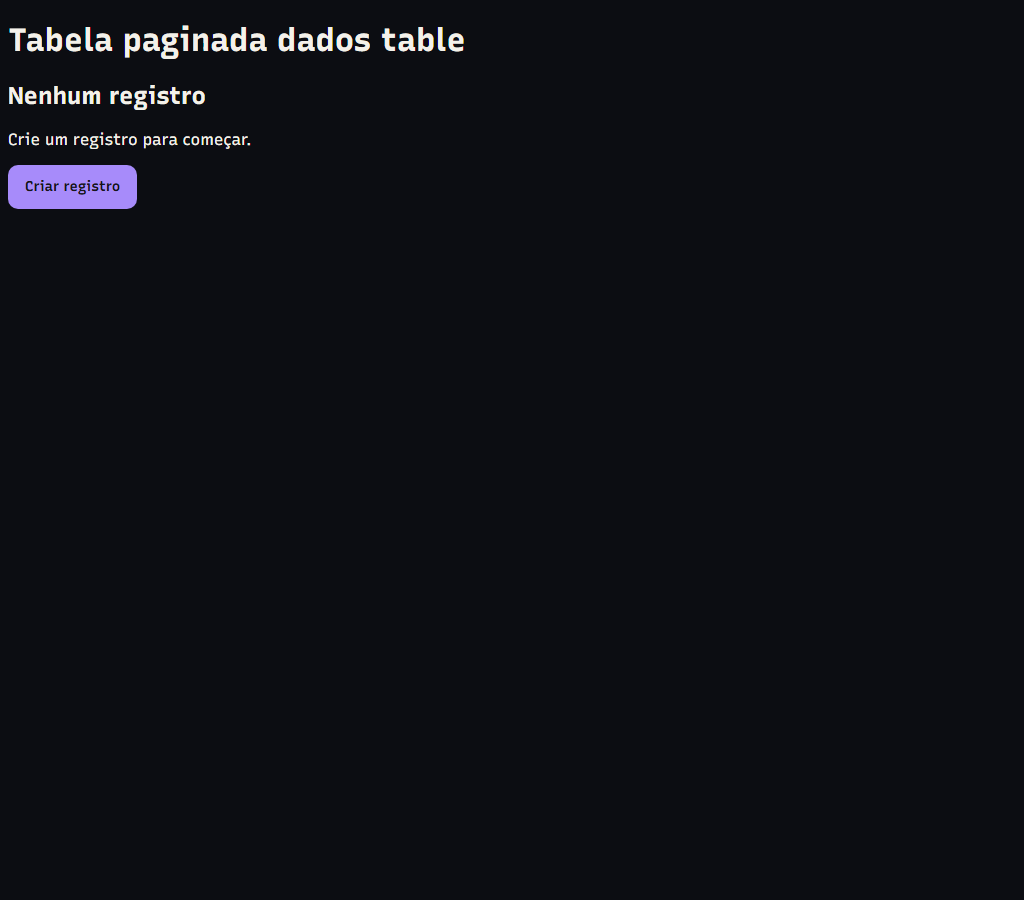 Tabela paginada dados table
Nenhum registro
Crie um registro para começar.
Criar registro